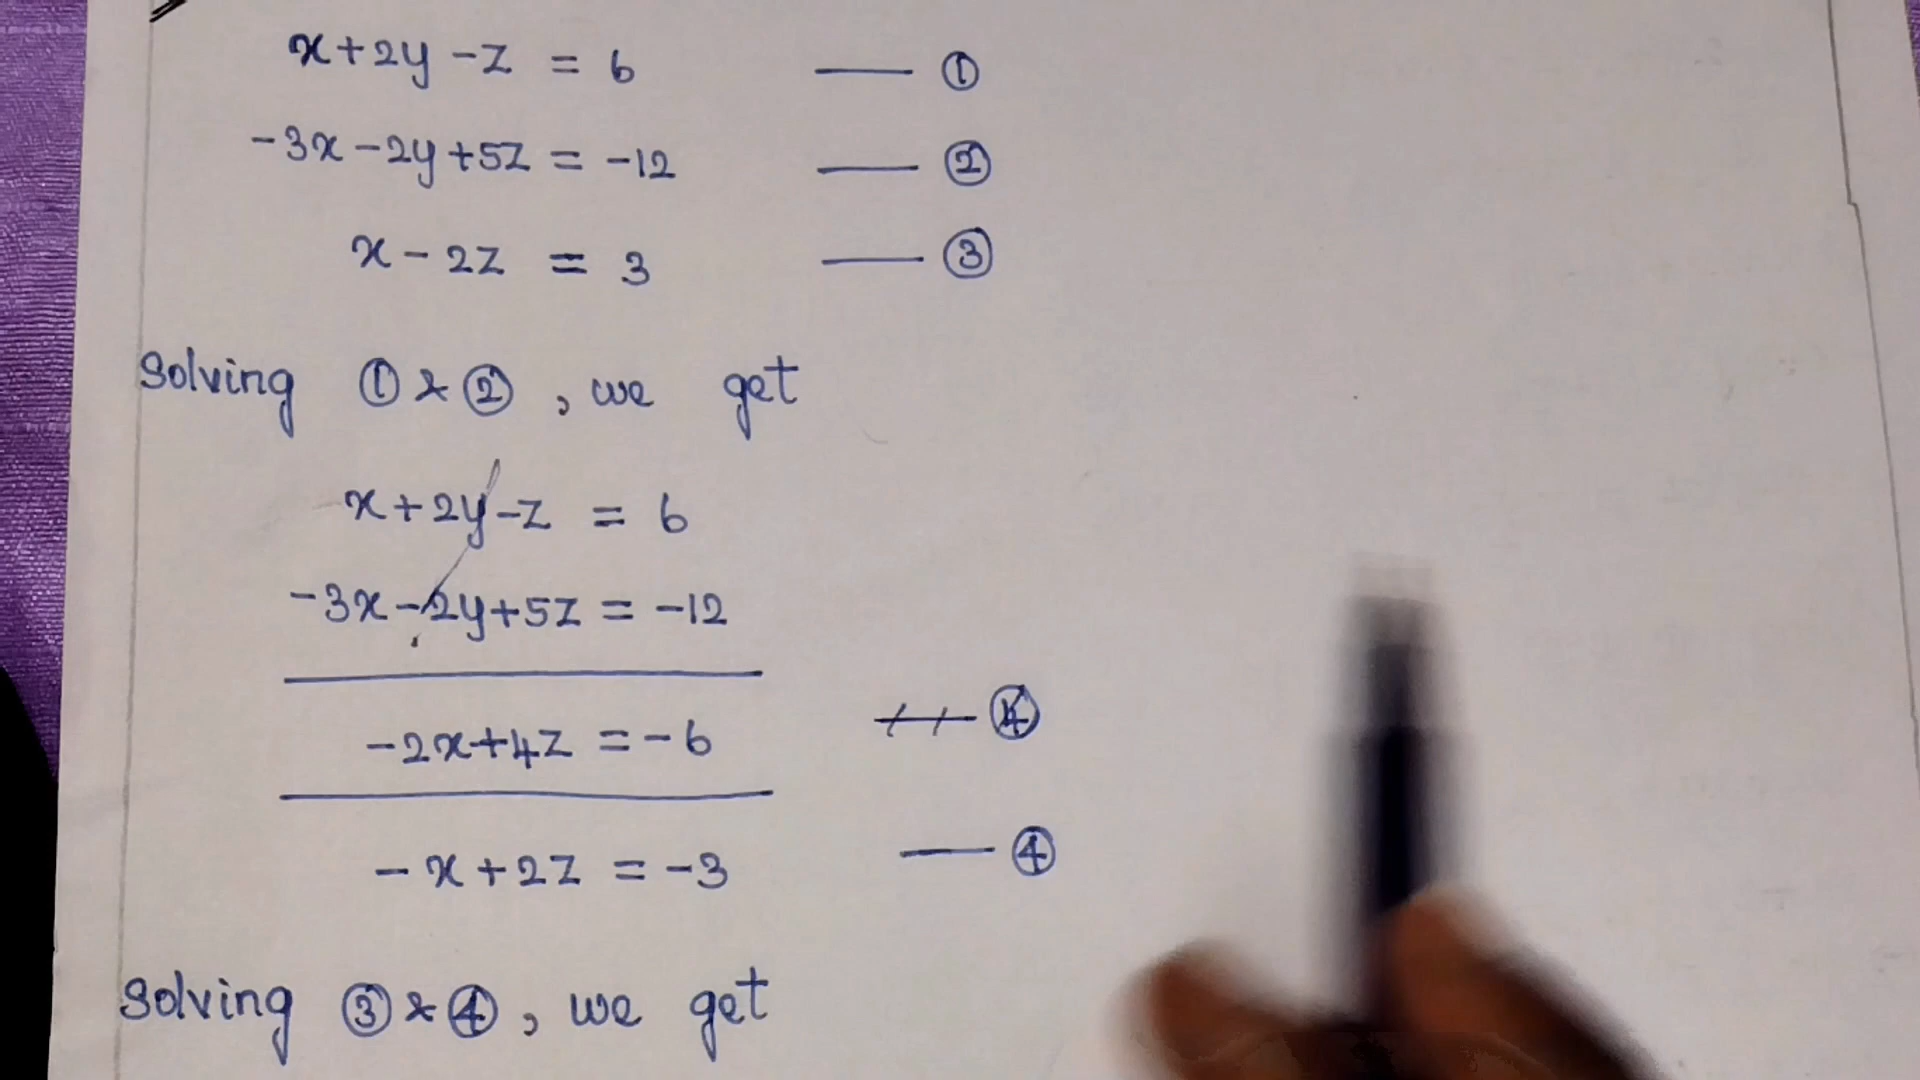 x+2y-z = 6 —— ①
-3x-2y+5z = -12 —— ②
x-2z = 3 —— ③
Solving ① & ②, we get
x+2y-z = 6
-3x-2y+5z = -12
-2x+4z = -6 —— ④
-x+2z = -3 —— ④
Solving ③ & ④, we get